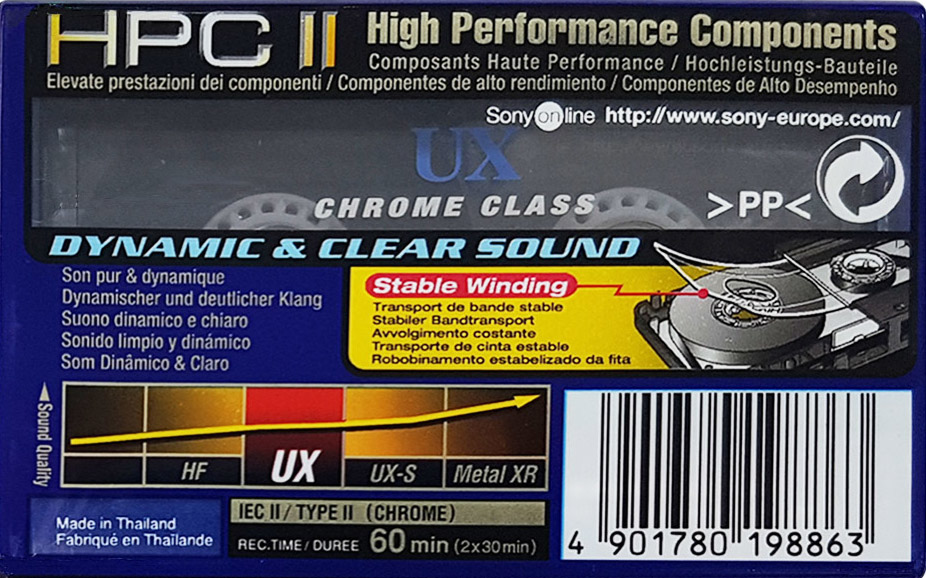 HPC II High Performance Components
Composants Haute Performance / Hochleistungs-Bauteile
Elevate prestazioni dei componenti / Componentes de alto rendimiento / Componentes de Alto Desempenho
Sony online http://www.sony-europe.com/
UX
CHROME CLASS
>PP<
DYNAMIC & CLEAR SOUND
Son pur & dynamique
Dynamischer und deutlicher Klang
Suono dinamico e chiaro
Sonido limpio y dinámico
Som Dinâmico & Claro
Stable Winding
Transport de bande stable
Stabiler Bandtransport
Avvolgimento costante
Transporte de cinta estable
Robobinamento estabelizado da fita
Sound Quality
HF UX UX-S Metal XR
Made in Thailand
Fabriqué en Thaïlande
IEC II / TYPE II (CHROME)
REC.TIME / DUREE 60 min (2x30min)
4 901780 198863